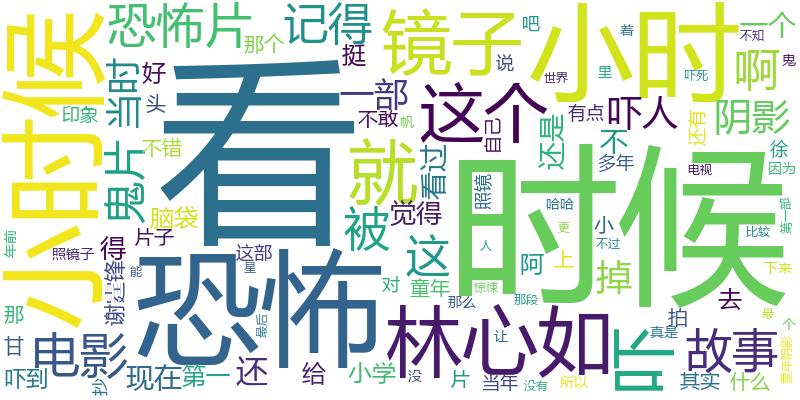 恐怖片
那个
记得
镜子
吧
小时
一个
不知
着
小时候
印象
当时
好
头
挺
一部
不敢
帆
说
世界
里
吓死
啊
鬼
看
这个
自己
有点
吓人
还有
阴影
鬼片
不错
就
看过
照镜
还是
不
多年
徐
因为
脑袋
被
觉得
时候
哈哈
小
更
不过
电视
比较
第一部
年前
照镜子
得
片子
这部
这
阿
上
人
掉
下来
谢霆锋
能
星
恐怖
对
童年
惊悚
那段
那么
林心如
去
最
个
那
甘
电影
最后
让
吓
拍
真是
故事
童年阴影
吓到
抄
现在
第一
还
给
小学
没
片
当年
没有
所以
其实
什么